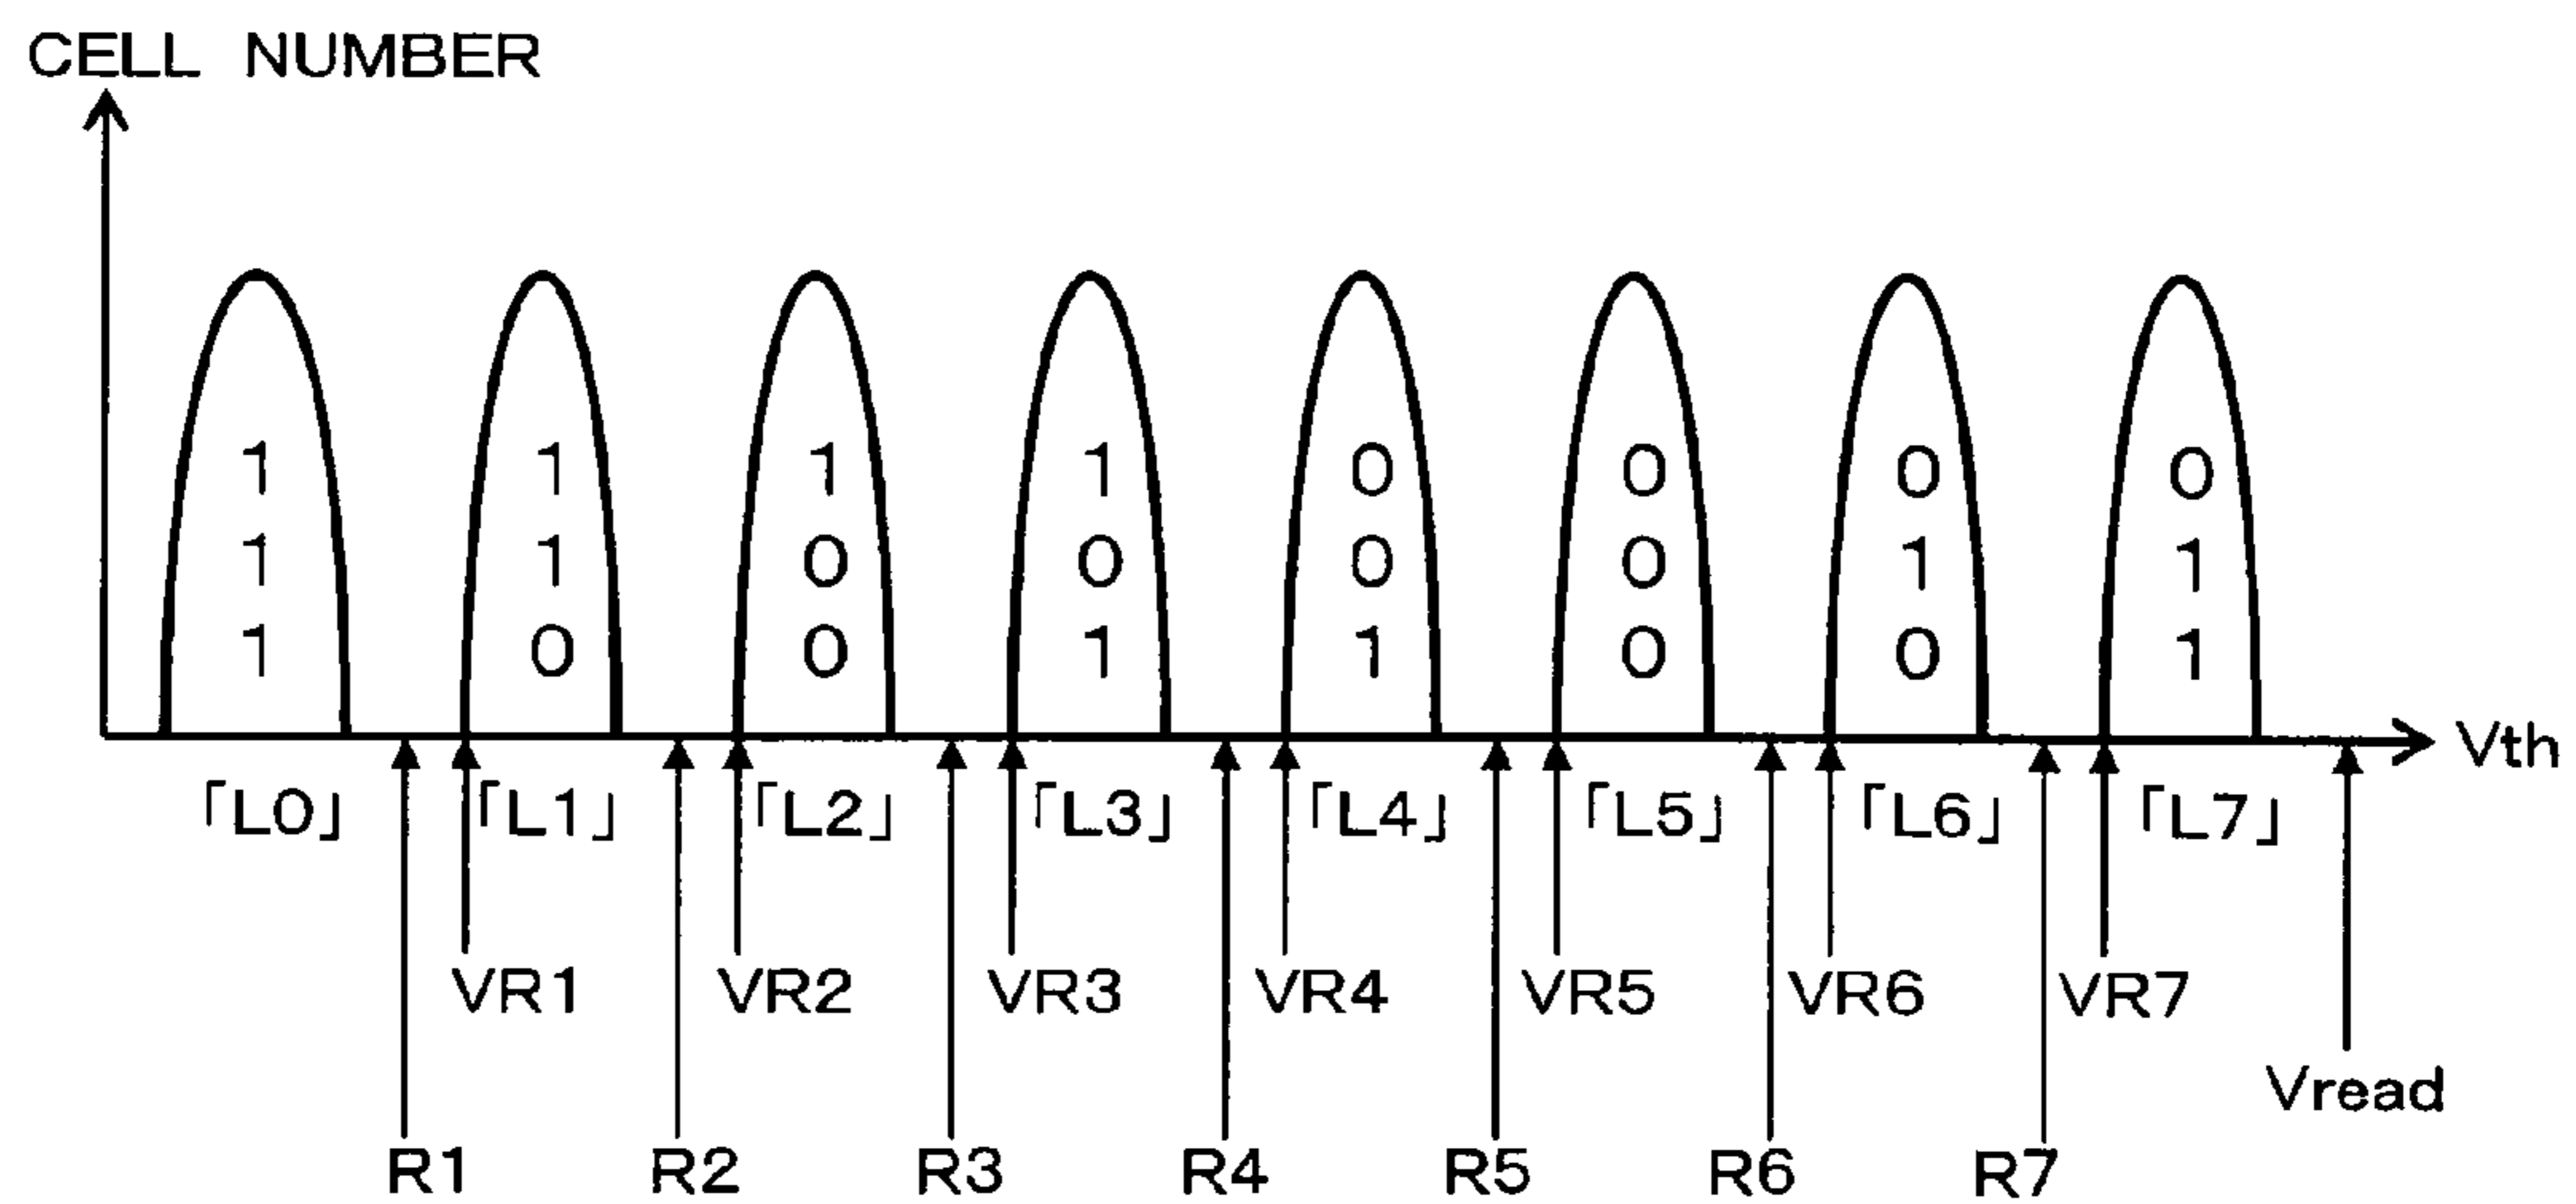 CELL NUMBER
1 1 1 1 0 0 0 0
1 1 0 0 0 0 1 1
1 0 0 1 1 0 0 1
Vth
「L0」 「L1」 「L2」 「L3」 「L4」 「L5」 「L6」 「L7」
VR1 VR2 VR3 VR4 VR5 VR6 VR7
Vread
R1 R2 R3 R4 R5 R6 R7